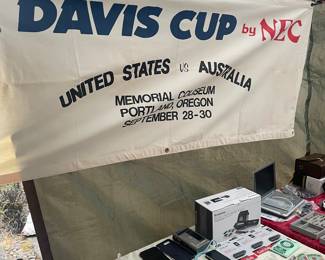 DAVIS CUP by NEC
UNITED STATES vs AUSTRALIA
MEMORIAL COLISEUM
PORTLAND, OREGON
SEPTEMBER 28-30